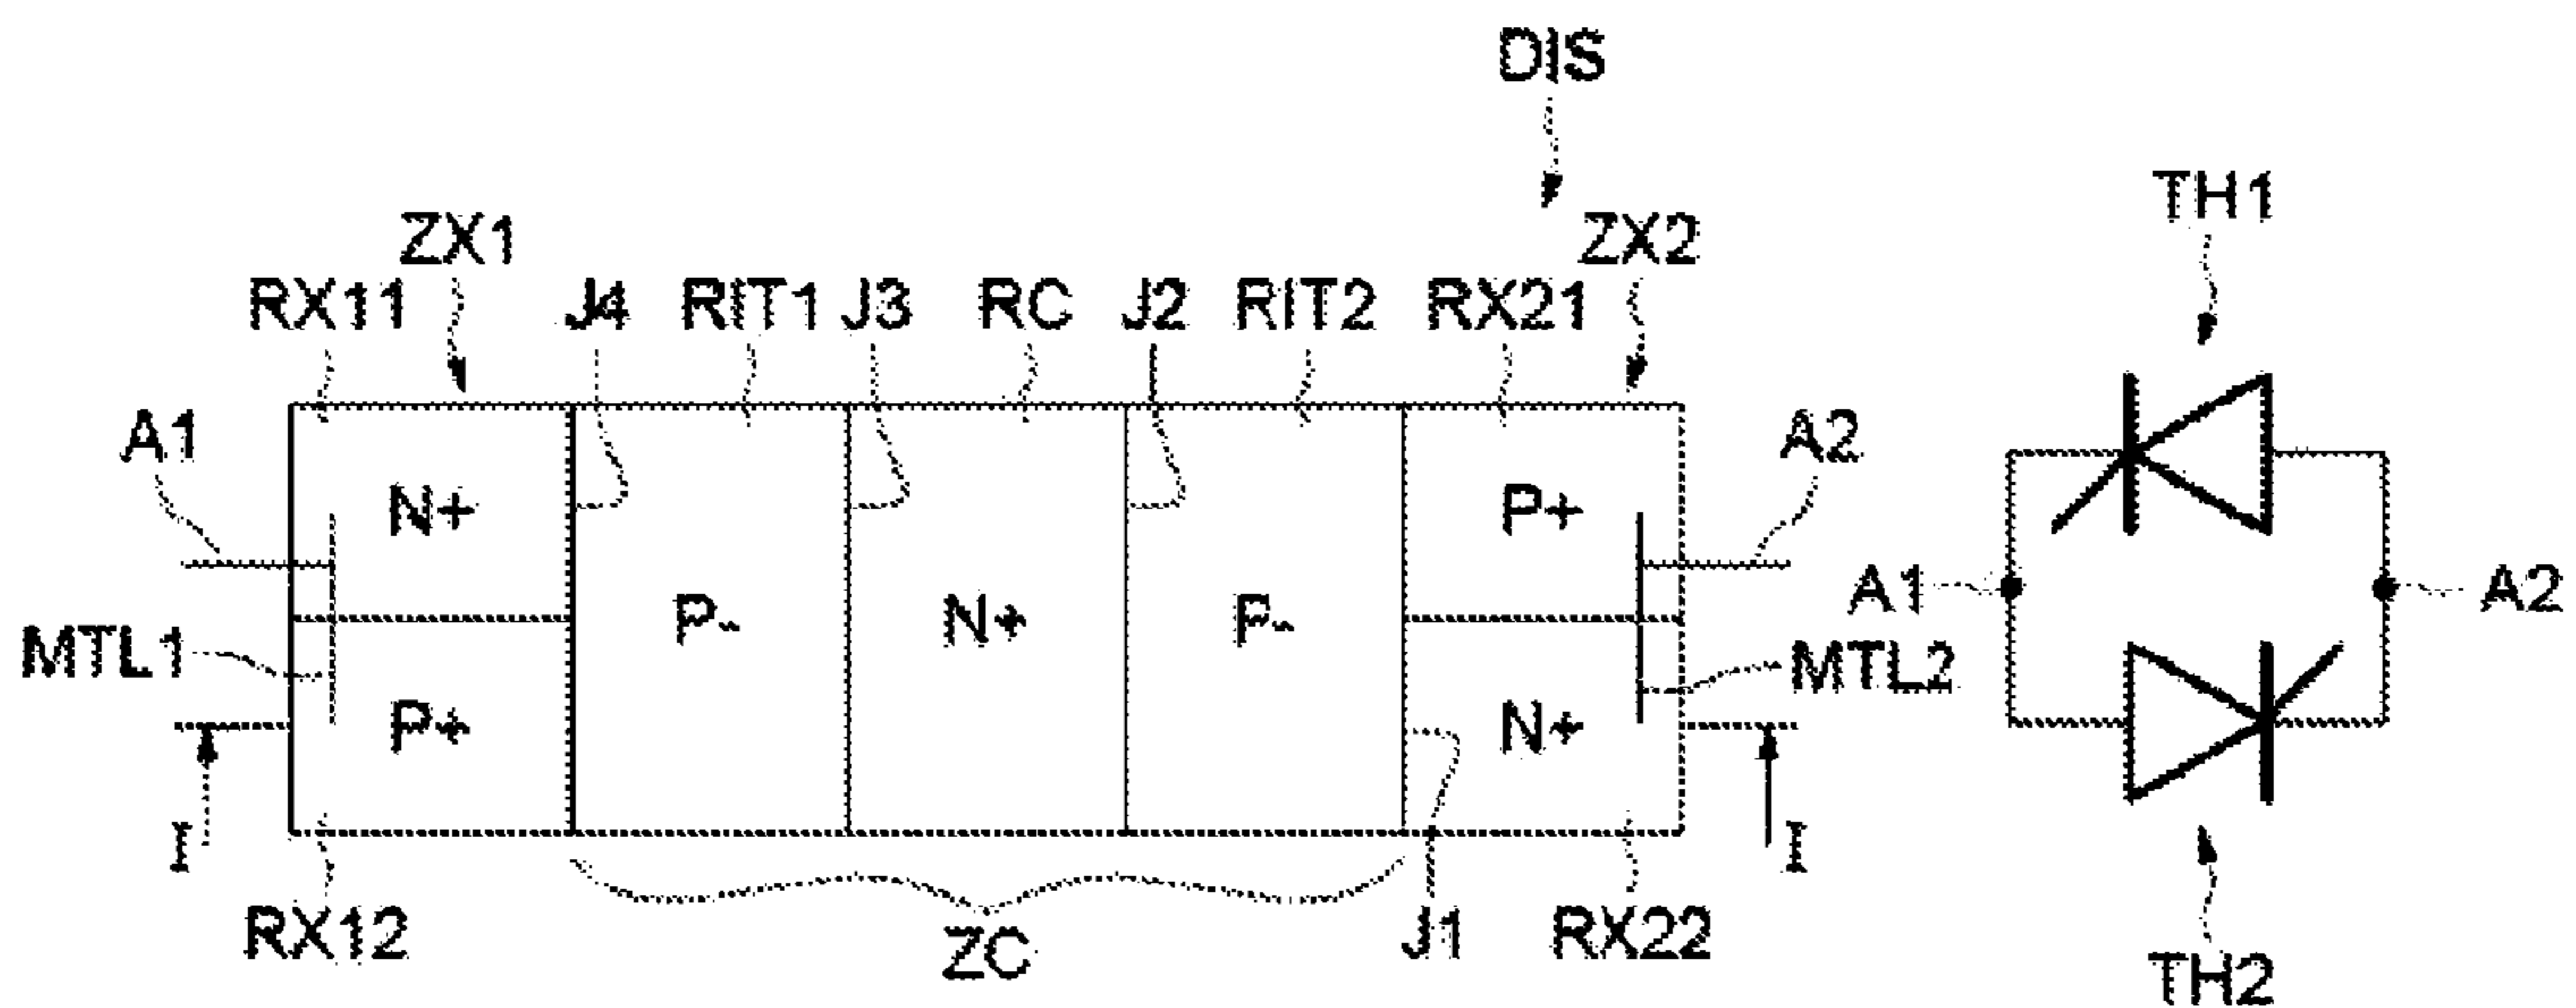 DIS
TH1
ZX1 ZX2
RX11 J4 RIT1 J3 RC J2 RIT2 RX21
A1 A2
N+ P+
A1 A2
P- N+ P-
MTL1 MTL2
P+ N+
I I
RX12 ZC J1 RX22
TH2